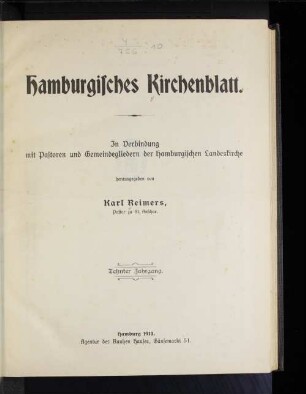 Hamburgisches Kirchenblatt.
In Verbindung
mit Pastoren und Gemeindegliedern der hamburgischen Landeskirche
herausgegeben von
Karl Reimers,
Pastor zu St. Gertrud.
Zehnter Jahrgang.
Hamburg 1913.
Agentur des Rauhen Hauses, Gänsemarkt 51.